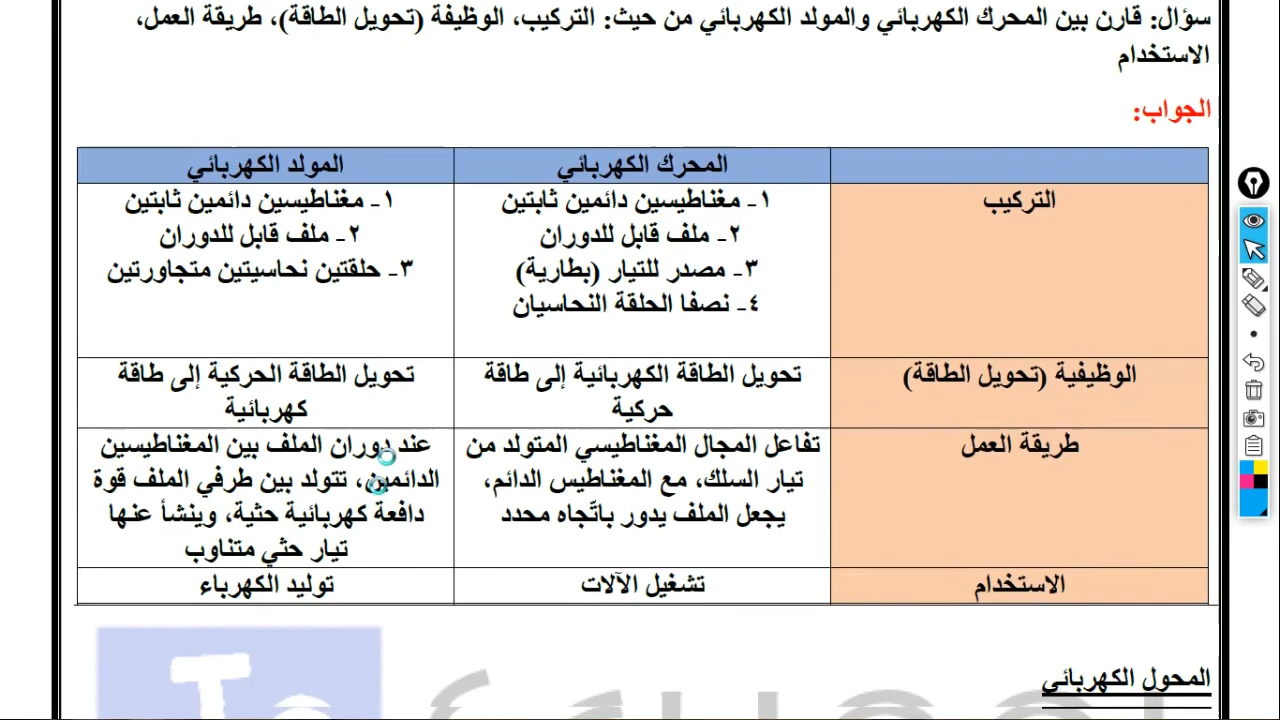 سؤال: قارن بين المحرك الكهربائي والمولد الكهربائي من حيث: التركيب، الوظيفة (تحويل الطاقة)، طريقة العمل،
الاستخدام
الجواب:
المحرك الكهربائي
المولد الكهربائي
التركيب
١- مغناطيسين دائمين ثابتين
٢- ملف قابل للدوران
٣- مصدر للتيار (بطارية)
٤- نصفا الحلقة النحاسيان
١- مغناطيسين دائمين ثابتين
٢- ملف قابل للدوران
٣- حلقتين نحاسيتين متجاورتين
الوظيفية (تحويل الطاقة)
تحويل الطاقة الكهربائية إلى طاقة
حركية
تحويل الطاقة الحركية إلى طاقة
كهربائية
طريقة العمل
تفاعل المجال المغناطيسي المتولد من
تيار السلك، مع المغناطيس الدائم،
يجعل الملف يدور باتّجاه محدد
عند دوران الملف بين المغناطيسين
الدائمين، تتولد بين طرفي الملف قوة
دافعة كهربائية حثية، وينشأ عنها
تيار حثي متناوب
الاستخدام
تشغيل الآلات
توليد الكهرباء
المحول الكهربائي